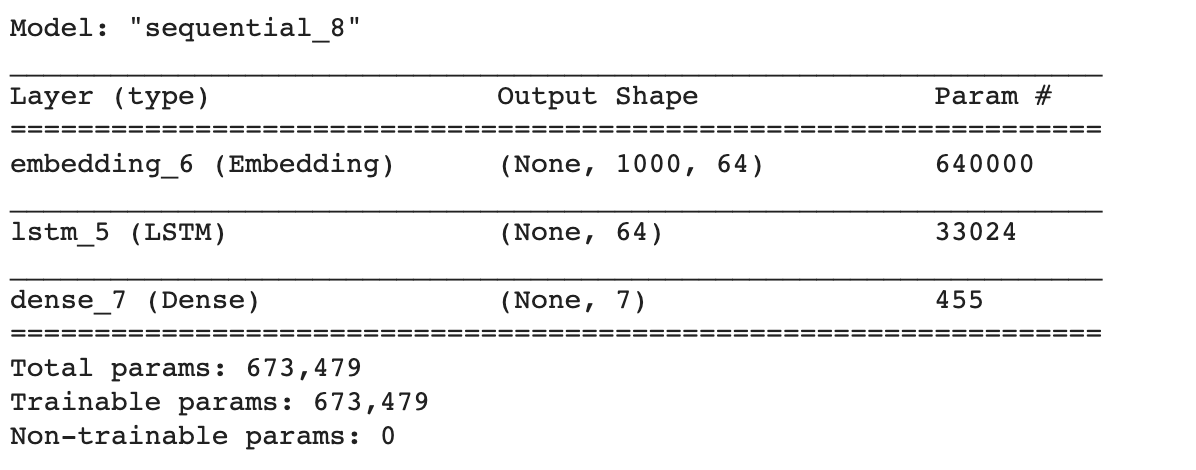 Model: "sequential_8"
Layer (type) Output Shape Param #
=================================================================
embedding_6 (Embedding) (None, 1000, 64) 640000
lstm_5 (LSTM) (None, 64) 33024
dense_7 (Dense) (None, 7) 455
=================================================================
Total params: 673,479
Trainable params: 673,479
Non-trainable params: 0